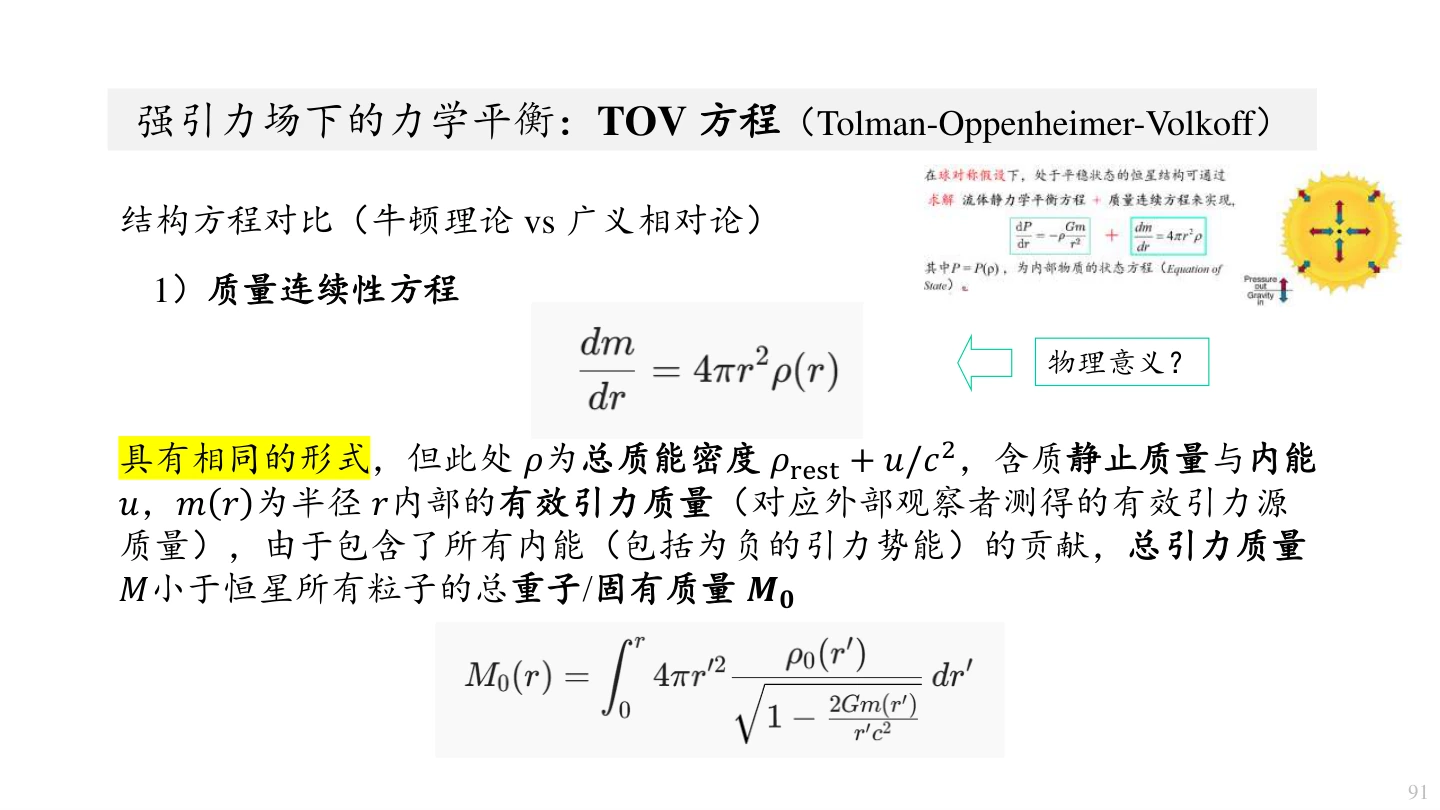 强引力场下的力学平衡：TOV 方程（Tolman-Oppenheimer-Volkoff）
在球对称假设下，处于平稳状态的恒星结构可通过
求解 流体静力学平衡方程 + 质量连续方程来实现，
dP/dr = −ρ Gm/r² + dm/dr = 4πr²ρ
其中P = P(ρ)，为内部物质的状态方程（Equation of
State）。
Pressure
out
Gravity
in
结构方程对比（牛顿理论 vs 广义相对论）
1）质量连续性方程
dm/dr = 4πr²ρ(r)
物理意义？
具有相同的形式，但此处 ρ为总质能密度 ρ_rest + u/c²，含质静止质量与内能
u，m(r)为半径 r内部的有效引力质量（对应外部观察者测得的有效引力源
质量），由于包含了所有内能（包括为负的引力势能）的贡献，总引力质量
M小于恒星所有粒子的总重子/固有质量 M₀
M₀(r) = ∫₀^r 4πr′² ρ₀(r′)/√(1 − 2Gm(r′)/r′c²) dr′
91